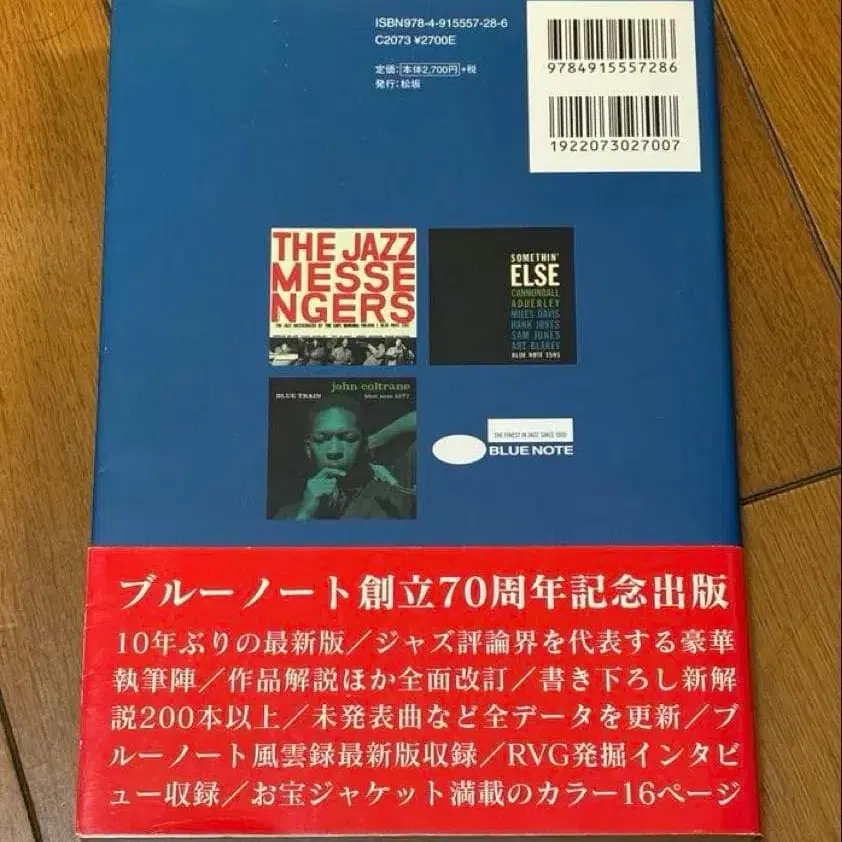 ISBN978-4-915557-28-6
C2073 ¥2700E
定価：本体2,700円+税
発行：松坂
9784915557286
1922073027007
THE JAZZ
MESSE
NGERS
SOMETHIN'
ELSE
CANNONBALL
ADDERLEY
MILES DAVIS
HANK JONES
SAM JONES
ART BLAKEY
BLUE NOTE 1595
john coltrane
BLUE TRAIN
blue note 1577
THE FINEST IN JAZZ SINCE 1939
BLUE NOTE
ブルーノート創立70周年記念出版
10年ぶりの最新版／ジャズ評論界を代表する豪華
執筆陣／作品解説ほか全面改訂／書き下ろし新解
説200本以上／未発表曲など全データを更新／ブ
ルーノート風雲録最新版収録／RVG発掘インタビ
ュー収録／お宝ジャケット満載のカラー16ページ